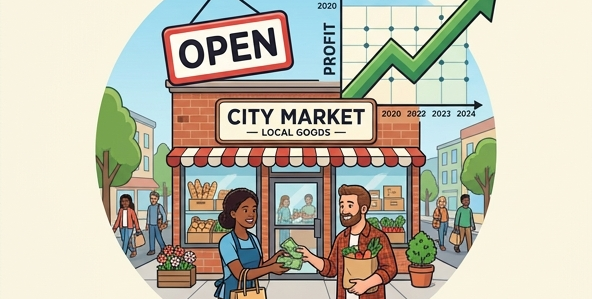 OPEN
2020
PROFIT
2020 2022 2023 2024
CITY MARKET
— LOCAL GOODS —